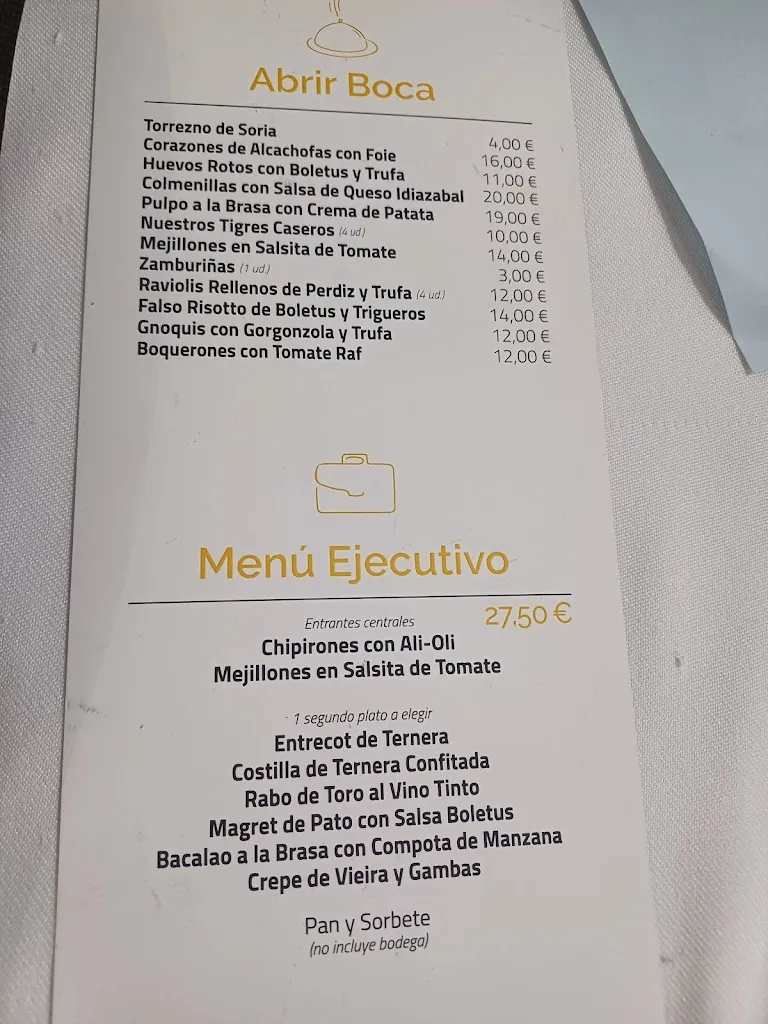 Abrir Boca
Torrezno de Soria 4,00 €
Corazones de Alcachofas con Foie 16,00 €
Huevos Rotos con Boletus y Trufa 11,00 €
Colmenillas con Salsa de Queso Idiazabal 20,00 €
Pulpo a la Brasa con Crema de Patata 19,00 €
Nuestros Tigres Caseros (4 ud.) 10,00 €
Mejillones en Salsita de Tomate 14,00 €
Zamburiñas (1 ud.) 3,00 €
Raviolis Rellenos de Perdiz y Trufa (4 ud.) 12,00 €
Falso Risotto de Boletus y Trigueros 14,00 €
Gnoquis con Gorgonzola y Trufa 12,00 €
Boquerones con Tomate Raf 12,00 €
Menú Ejecutivo
27,50 €
Entrantes centrales
Chipirones con Ali-Oli
Mejillones en Salsita de Tomate
1 segundo plato a elegir
Entrecot de Ternera
Costilla de Ternera Confitada
Rabo de Toro al Vino Tinto
Magret de Pato con Salsa Boletus
Bacalao a la Brasa con Compota de Manzana
Crepe de Vieira y Gambas
Pan y Sorbete
(no incluye bodega)